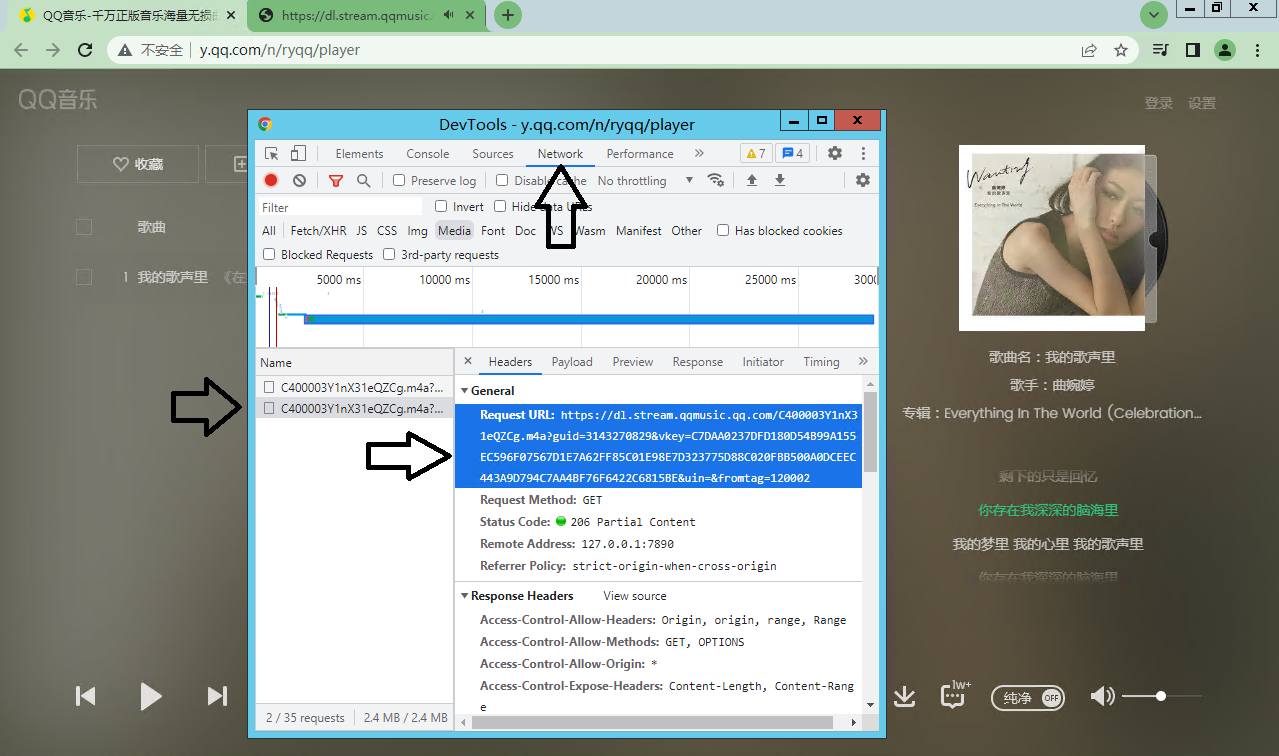 QQ音乐-千万正版音乐海量无损曲
https://dl.stream.qqmusic.
不安全 y.qq.com/n/ryqq/player
QQ音乐
登录 设置
收藏
歌曲
1 我的歌声里 《在
DevTools - y.qq.com/n/ryqq/player
Elements Console Sources Network Performance » 7 4
Preserve log Disable cache No throttling
Filter Invert Hide data URLs
All Fetch/XHR JS CSS Img Media Font Doc WS Wasm Manifest Other Has blocked cookies
Blocked Requests 3rd-party requests
5000 ms 10000 ms 15000 ms 20000 ms 25000 ms 3000
Name
C400003Y1nX31eQZCg.m4a?...
C400003Y1nX31eQZCg.m4a?...
2 / 35 requests 2.4 MB / 2.4 MB
Headers Payload Preview Response Initiator Timing »
General
Request URL: https://dl.stream.qqmusic.qq.com/C400003Y1nX3
1eQZCg.m4a?guid=3143270829&vkey=C7DAA0237DFD180D54B99A155
EC596F07567D1E7A62FF85C01E98E7D323775D88C020FBB500A0DCEEC
443A9D794C7AA4BF76F6422C6815BE&uin=&fromtag=120002
Request Method: GET
Status Code: 206 Partial Content
Remote Address: 127.0.0.1:7890
Referrer Policy: strict-origin-when-cross-origin
Response Headers View source
Access-Control-Allow-Headers: Origin, origin, range, Range
Access-Control-Allow-Methods: GET, OPTIONS
Access-Control-Allow-Origin: *
Access-Control-Expose-Headers: Content-Length, Content-Rang
e
Wanting
曲婉婷
我的歌声里
Everything In The World
歌曲名：我的歌声里
歌手：曲婉婷
专辑：Everything In The World (Celebration...
剩下的只是回忆
你存在我深深的脑海里
我的梦里 我的心里 我的歌声里
你存在我深深的脑海里
1w+
纯净 OFF